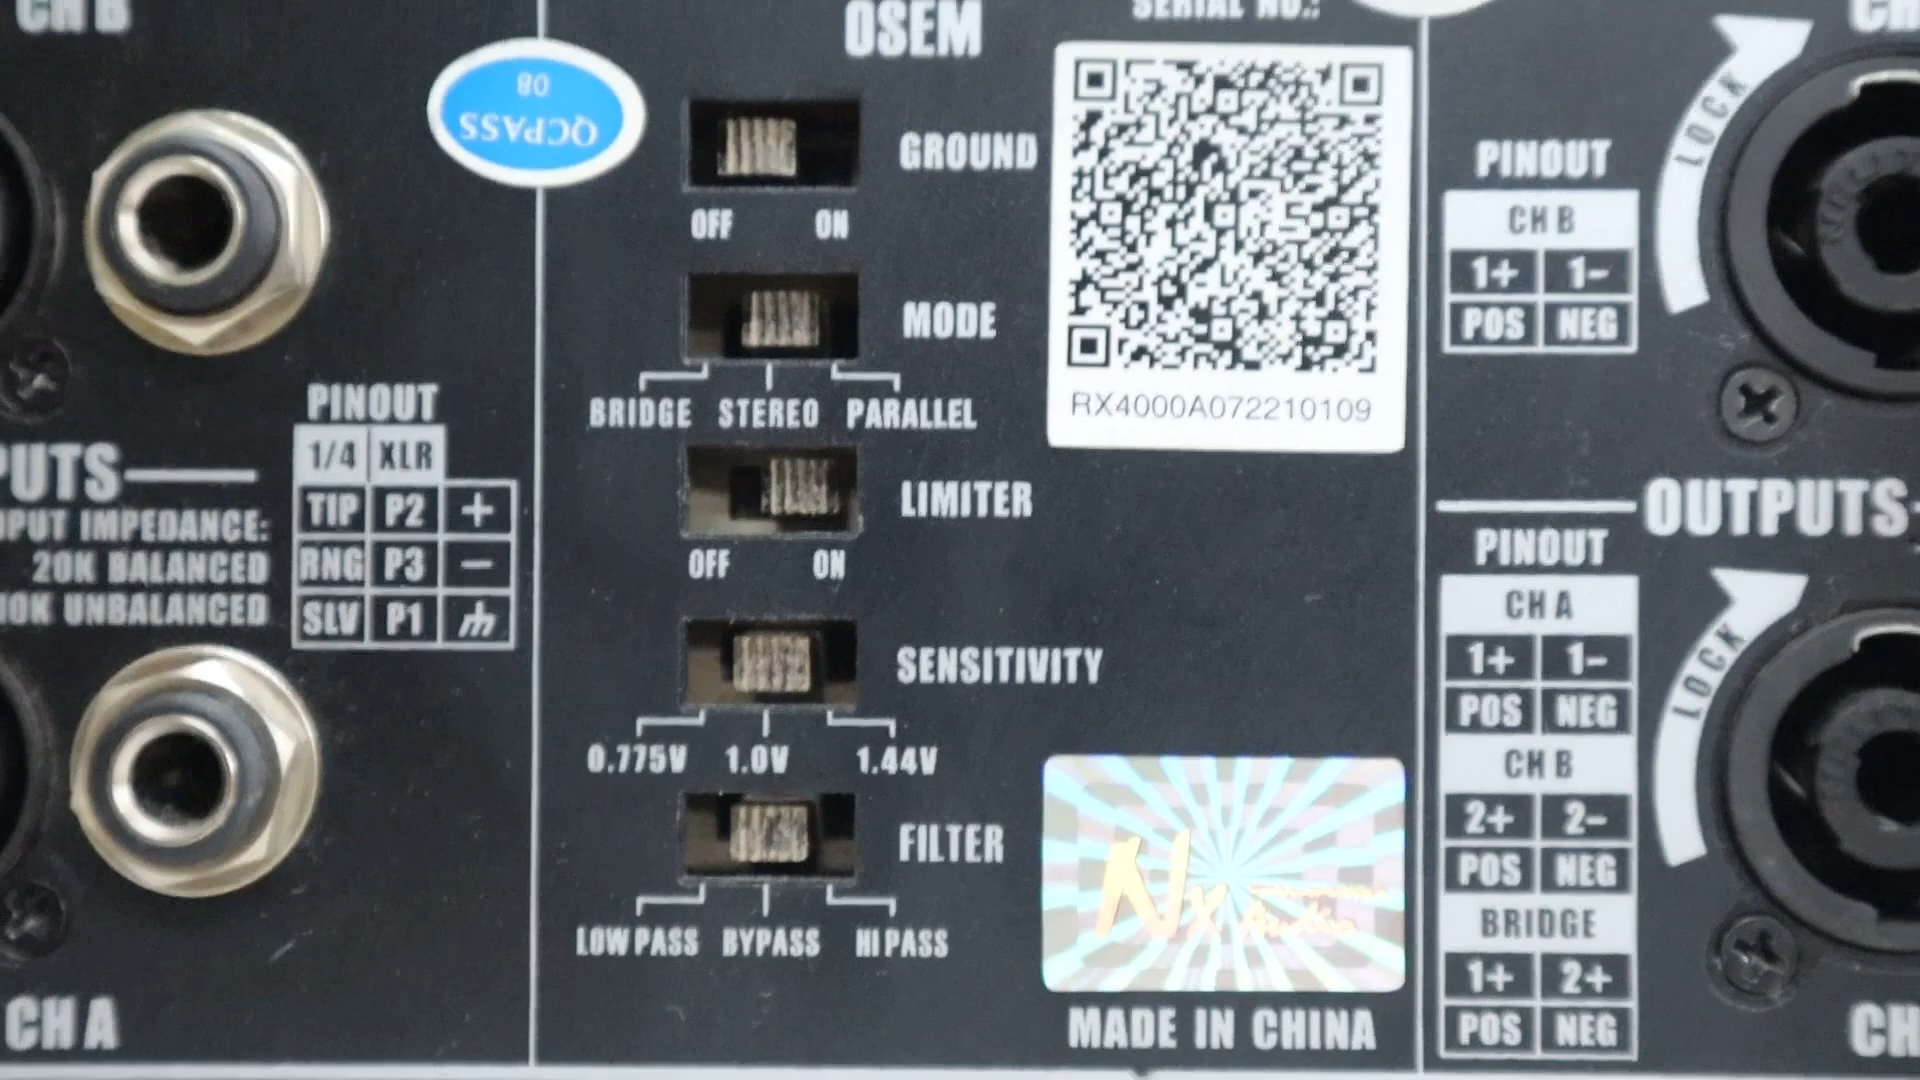 CH B
OSEM
SERIAL NO.:
QCPASS
08
GROUND
OFF ON
MODE
BRIDGE STEREO PARALLEL
LIMITER
OFF ON
SENSITIVITY
0.775V 1.0V 1.44V
FILTER
LOW PASS BYPASS HI PASS
RX4000A072210109
Nx Audio
MADE IN CHINA
PINOUT
1/4 XLR
TIP P2 +
RNG P3 −
SLV P1
PUTS
PUT IMPEDANCE:
20K BALANCED
10K UNBALANCED
CH A
PINOUT
CH B
1+ 1-
POS NEG
LOCK
OUTPUTS
PINOUT
CH A
1+ 1-
POS NEG
CH B
2+ 2-
POS NEG
BRIDGE
1+ 2+
POS NEG
LOCK
CH
CH